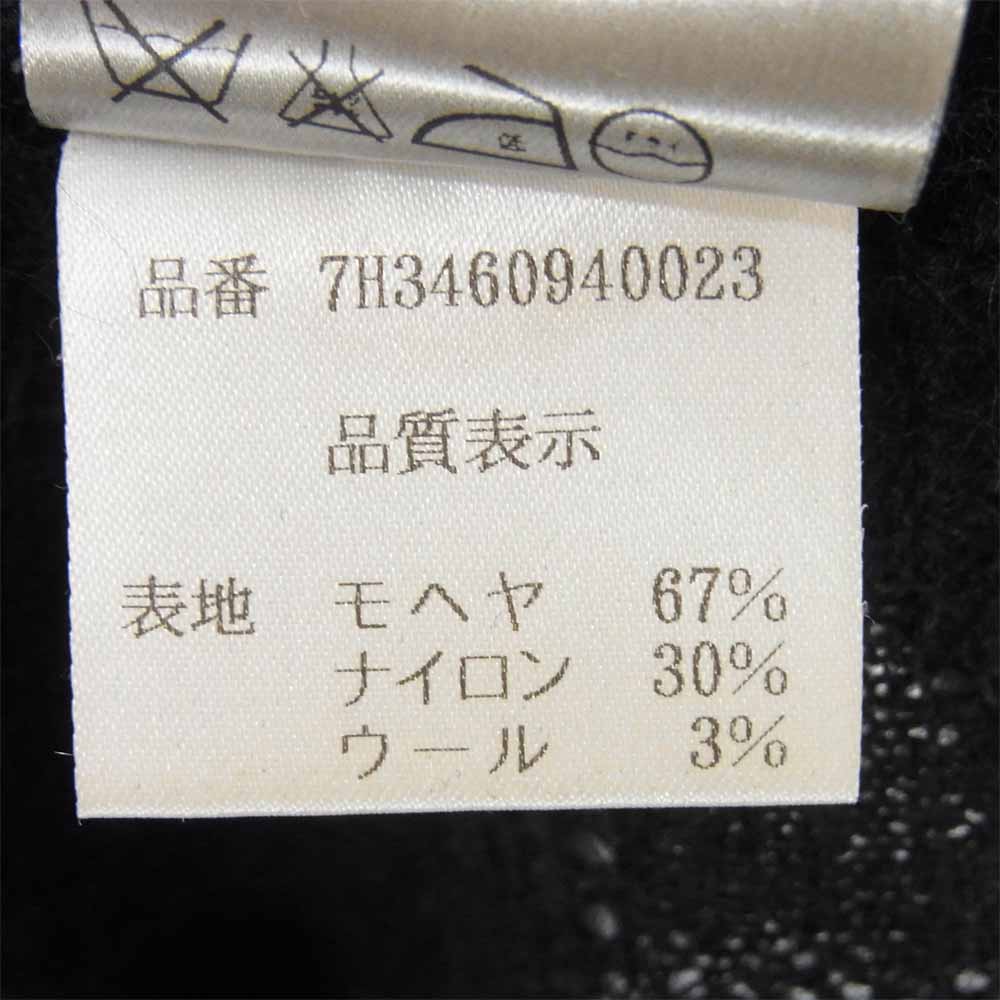 品番 7H3460940023
品質表示
表地 モヘヤ 67%
ナイロン 30%
ウール 3%